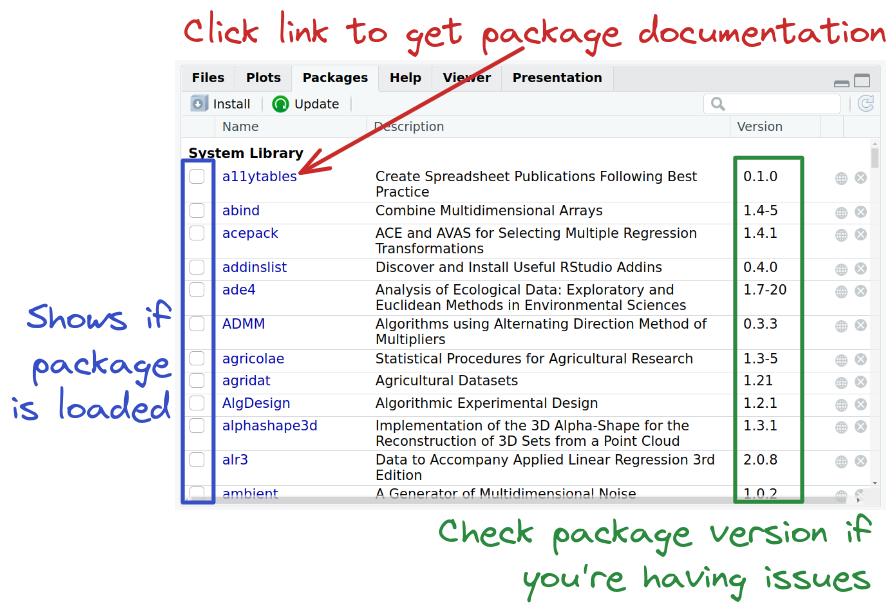 Click link to get package documentation
Files Plots Packages Help Viewer Presentation
Install Update
Name Description Version
System Library
a11ytables Create Spreadsheet Publications Following Best 0.1.0
Practice
abind Combine Multidimensional Arrays 1.4-5
acepack ACE and AVAS for Selecting Multiple Regression 1.4.1
Transformations
addinslist Discover and Install Useful RStudio Addins 0.4.0
ade4 Analysis of Ecological Data: Exploratory and 1.7-20
Euclidean Methods in Environmental Sciences
ADMM Algorithms using Alternating Direction Method of 0.3.3
Multipliers
agricolae Statistical Procedures for Agricultural Research 1.3-5
agridat Agricultural Datasets 1.21
AlgDesign Algorithmic Experimental Design 1.2.1
alphashape3d Implementation of the 3D Alpha-Shape for the 1.3.1
Reconstruction of 3D Sets from a Point Cloud
alr3 Data to Accompany Applied Linear Regression 3rd 2.0.8
Edition
ambient A Generator of Multidimensional Noise 1.0.2
Shows if
package
is loaded
Check package version if
you're having issues